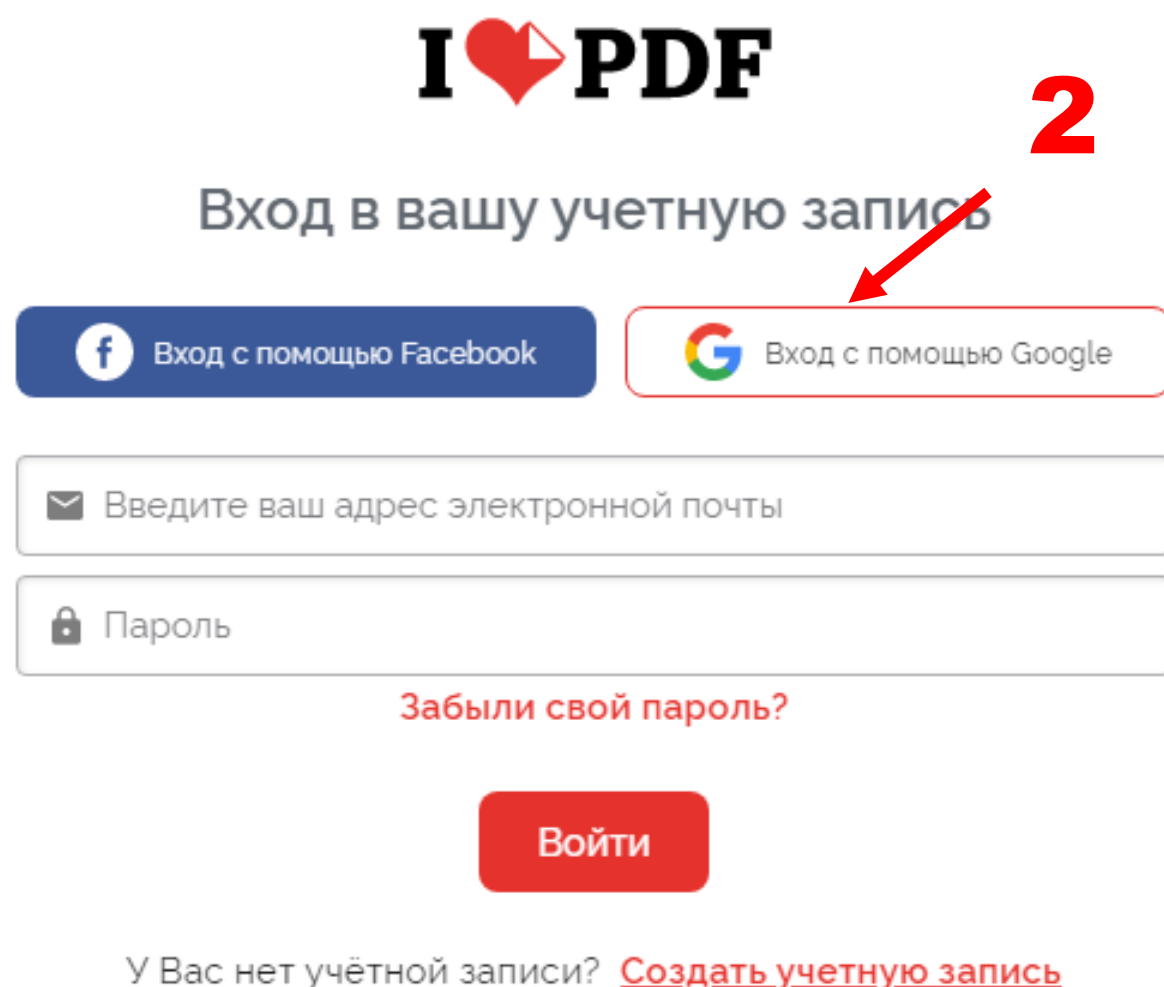 I PDF
2
Вход в вашу учетную запись
Вход с помощью Facebook
Вход с помощью Google
Введите ваш адрес электронной почты
Пароль
Забыли свой пароль?
Войти
У Вас нет учётной записи? Создать учетную запись